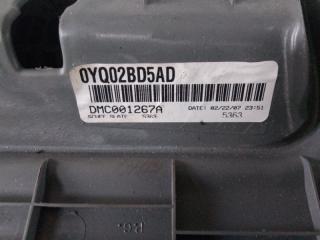 0YQ02BD5AD
DMC001267A DATE: 02/22/07 23:51
SCUFF PLATE 5363 5363